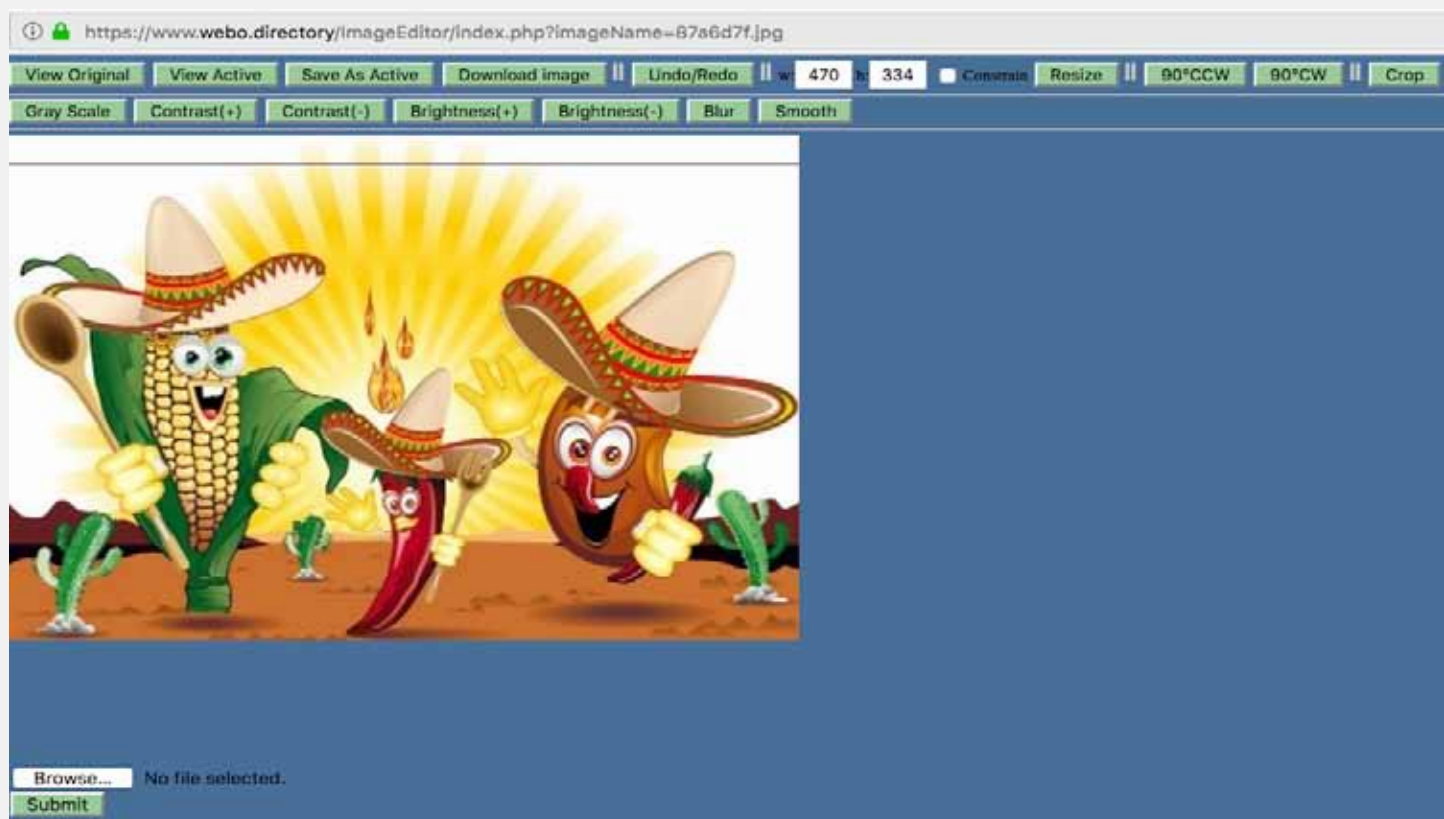 https://www.webo.directory/ImageEditor/index.php?imageName=87a6d7f.jpg
View Original View Active Save As Active Download image Undo/Redo w: 470 h: 334 Constrain Resize 90°CCW 90°CW Crop
Gray Scale Contrast(+) Contrast(-) Brightness(+) Brightness(-) Blur Smooth
Browse... No file selected.
Submit